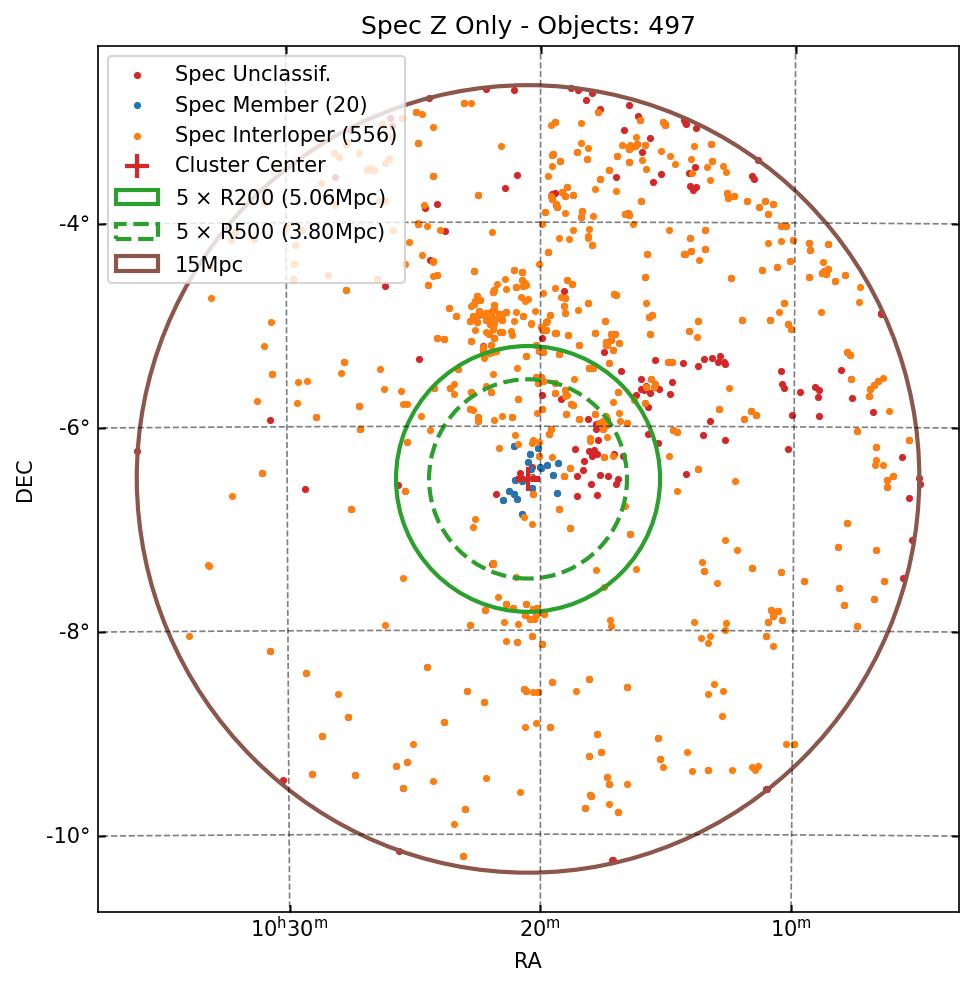 Spec Z Only - Objects: 497
Spec Unclassif.
Spec Member (20)
Spec Interloper (556)
Cluster Center
5 × R200 (5.06Mpc)
5 × R500 (3.80Mpc)
15Mpc
-4°
-6°
-8°
-10°
DEC
10ʰ30ᵐ 20ᵐ 10ᵐ
RA